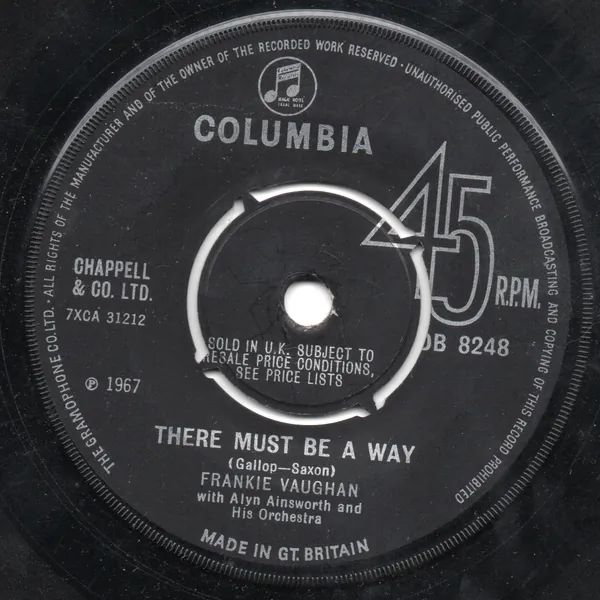 THE GRAMOPHONE CO. LTD. · ALL RIGHTS OF THE MANUFACTURER AND OF THE OWNER OF THE RECORDED WORK RESERVED · UNAUTHORISED PUBLIC PERFORMANCE BROADCASTING AND COPYING OF THIS RECORD PROHIBITED
COLUMBIA
45
R.P.M.
CHAPPELL
& CO. LTD.
7XCA 31212
DB 8248
SOLD IN U.K. SUBJECT TO
RESALE PRICE CONDITIONS,
SEE PRICE LISTS
℗ 1967
THERE MUST BE A WAY
(Gallop—Saxon)
FRANKIE VAUGHAN
with Alyn Ainsworth and
His Orchestra
MADE IN GT. BRITAIN